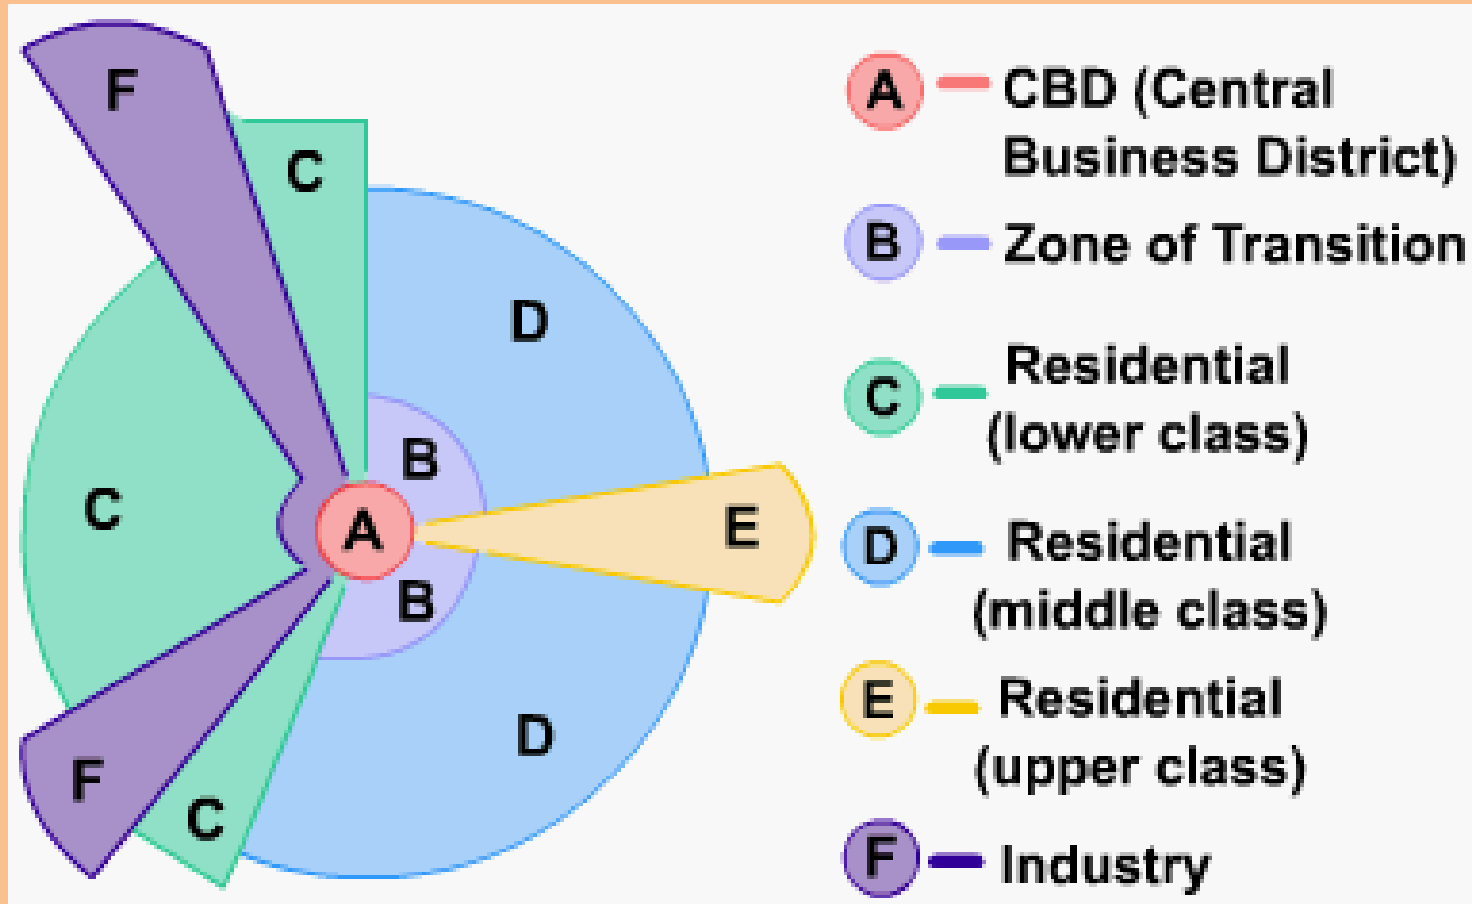 F
C
D
B
C
A
E
B
D
F
C
A CBD (Central
Business District)
B Zone of Transition
C Residential
(lower class)
D Residential
(middle class)
E Residential
(upper class)
F Industry